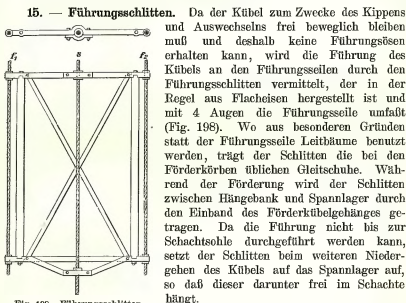 15. — Führungsschlitten. Da der Kübel zum Zwecke des Kippens
und Auswechselns frei beweglich bleiben
muß und deshalb keine Führungsösen
erhalten kann, wird die Führung des
Kübels an den Führungsseilen durch den
Führungsschlitten vermittelt, der in der
Regel aus Flacheisen hergestellt ist und
mit 4 Augen die Führungsseile umfaßt
(Fig. 198). Wo aus besonderen Gründen
statt der Führungsseile Leitbäume benutzt
werden, trägt der Schlitten die bei den
Förderkörben üblichen Gleitschuhe. Wäh-
rend der Förderung wird der Schlitten
zwischen Hängebank und Spannlager durch
den Einband des Förderkübelgehänges ge-
tragen. Da die Führung nicht bis zur
Schachtsohle durchgeführt werden kann,
setzt der Schlitten beim weiteren Nieder-
gehen des Kübels auf das Spannlager auf,
so daß dieser darunter frei im Schachte
hängt.
f₁ s f₂
Führungsschlitten.